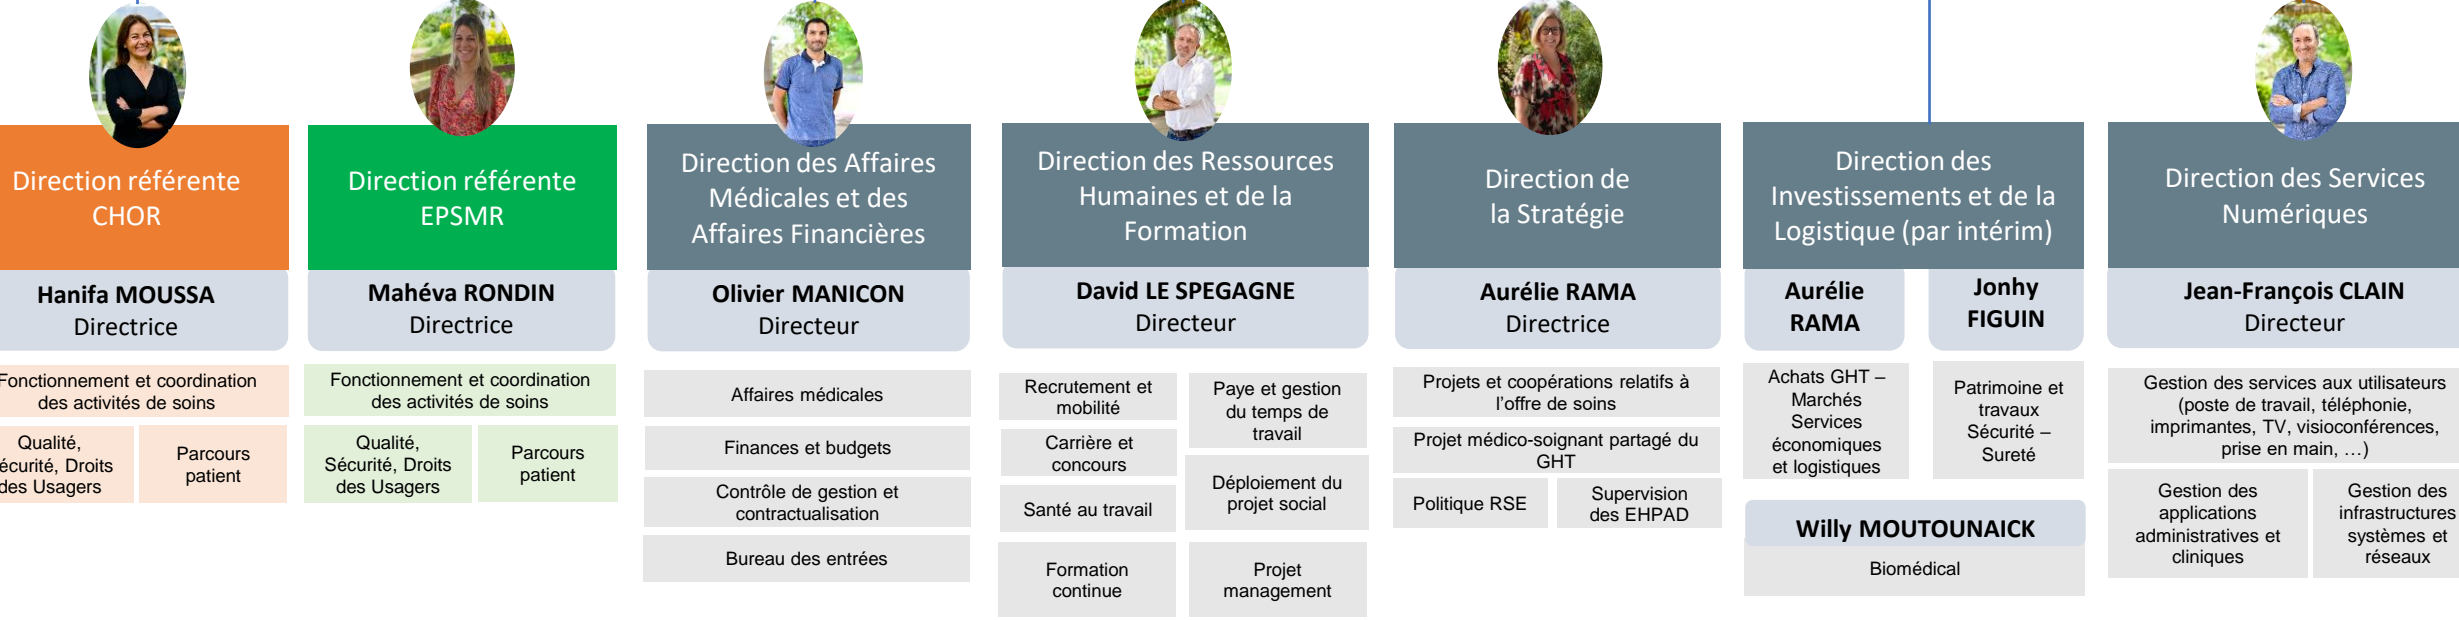 Direction référente
CHOR
Hanifa MOUSSA
Directrice
Fonctionnement et coordination
des activités de soins
Qualité,
Sécurité, Droits
des Usagers
Parcours
patient
Direction référente
EPSMR
Mahéva RONDIN
Directrice
Fonctionnement et coordination
des activités de soins
Qualité,
Sécurité, Droits
des Usagers
Parcours
patient
Direction des Affaires
Médicales et des
Affaires Financières
Olivier MANICON
Directeur
Affaires médicales
Finances et budgets
Contrôle de gestion et
contractualisation
Bureau des entrées
Direction des Ressources
Humaines et de la
Formation
David LE SPEGAGNE
Directeur
Recrutement et
mobilité
Carrière et
concours
Santé au travail
Formation
continue
Paye et gestion
du temps de
travail
Déploiement du
projet social
Projet
management
Direction de
la Stratégie
Aurélie RAMA
Directrice
Projets et coopérations relatifs à
l'offre de soins
Projet médico-soignant partagé du
GHT
Politique RSE
Supervision
des EHPAD
Direction des
Investissements et de la
Logistique (par intérim)
Aurélie
RAMA
Achats GHT –
Marchés
Services
économiques
et logistiques
Jonhy
FIGUIN
Patrimoine et
travaux
Sécurité –
Sureté
Willy MOUTOUNAICK
Biomédical
Direction des Services
Numériques
Jean-François CLAIN
Directeur
Gestion des services aux utilisateurs
(poste de travail, téléphonie,
imprimantes, TV, visioconférences,
prise en main, …)
Gestion des
applications
administratives et
cliniques
Gestion des
infrastructures
systèmes et
réseaux